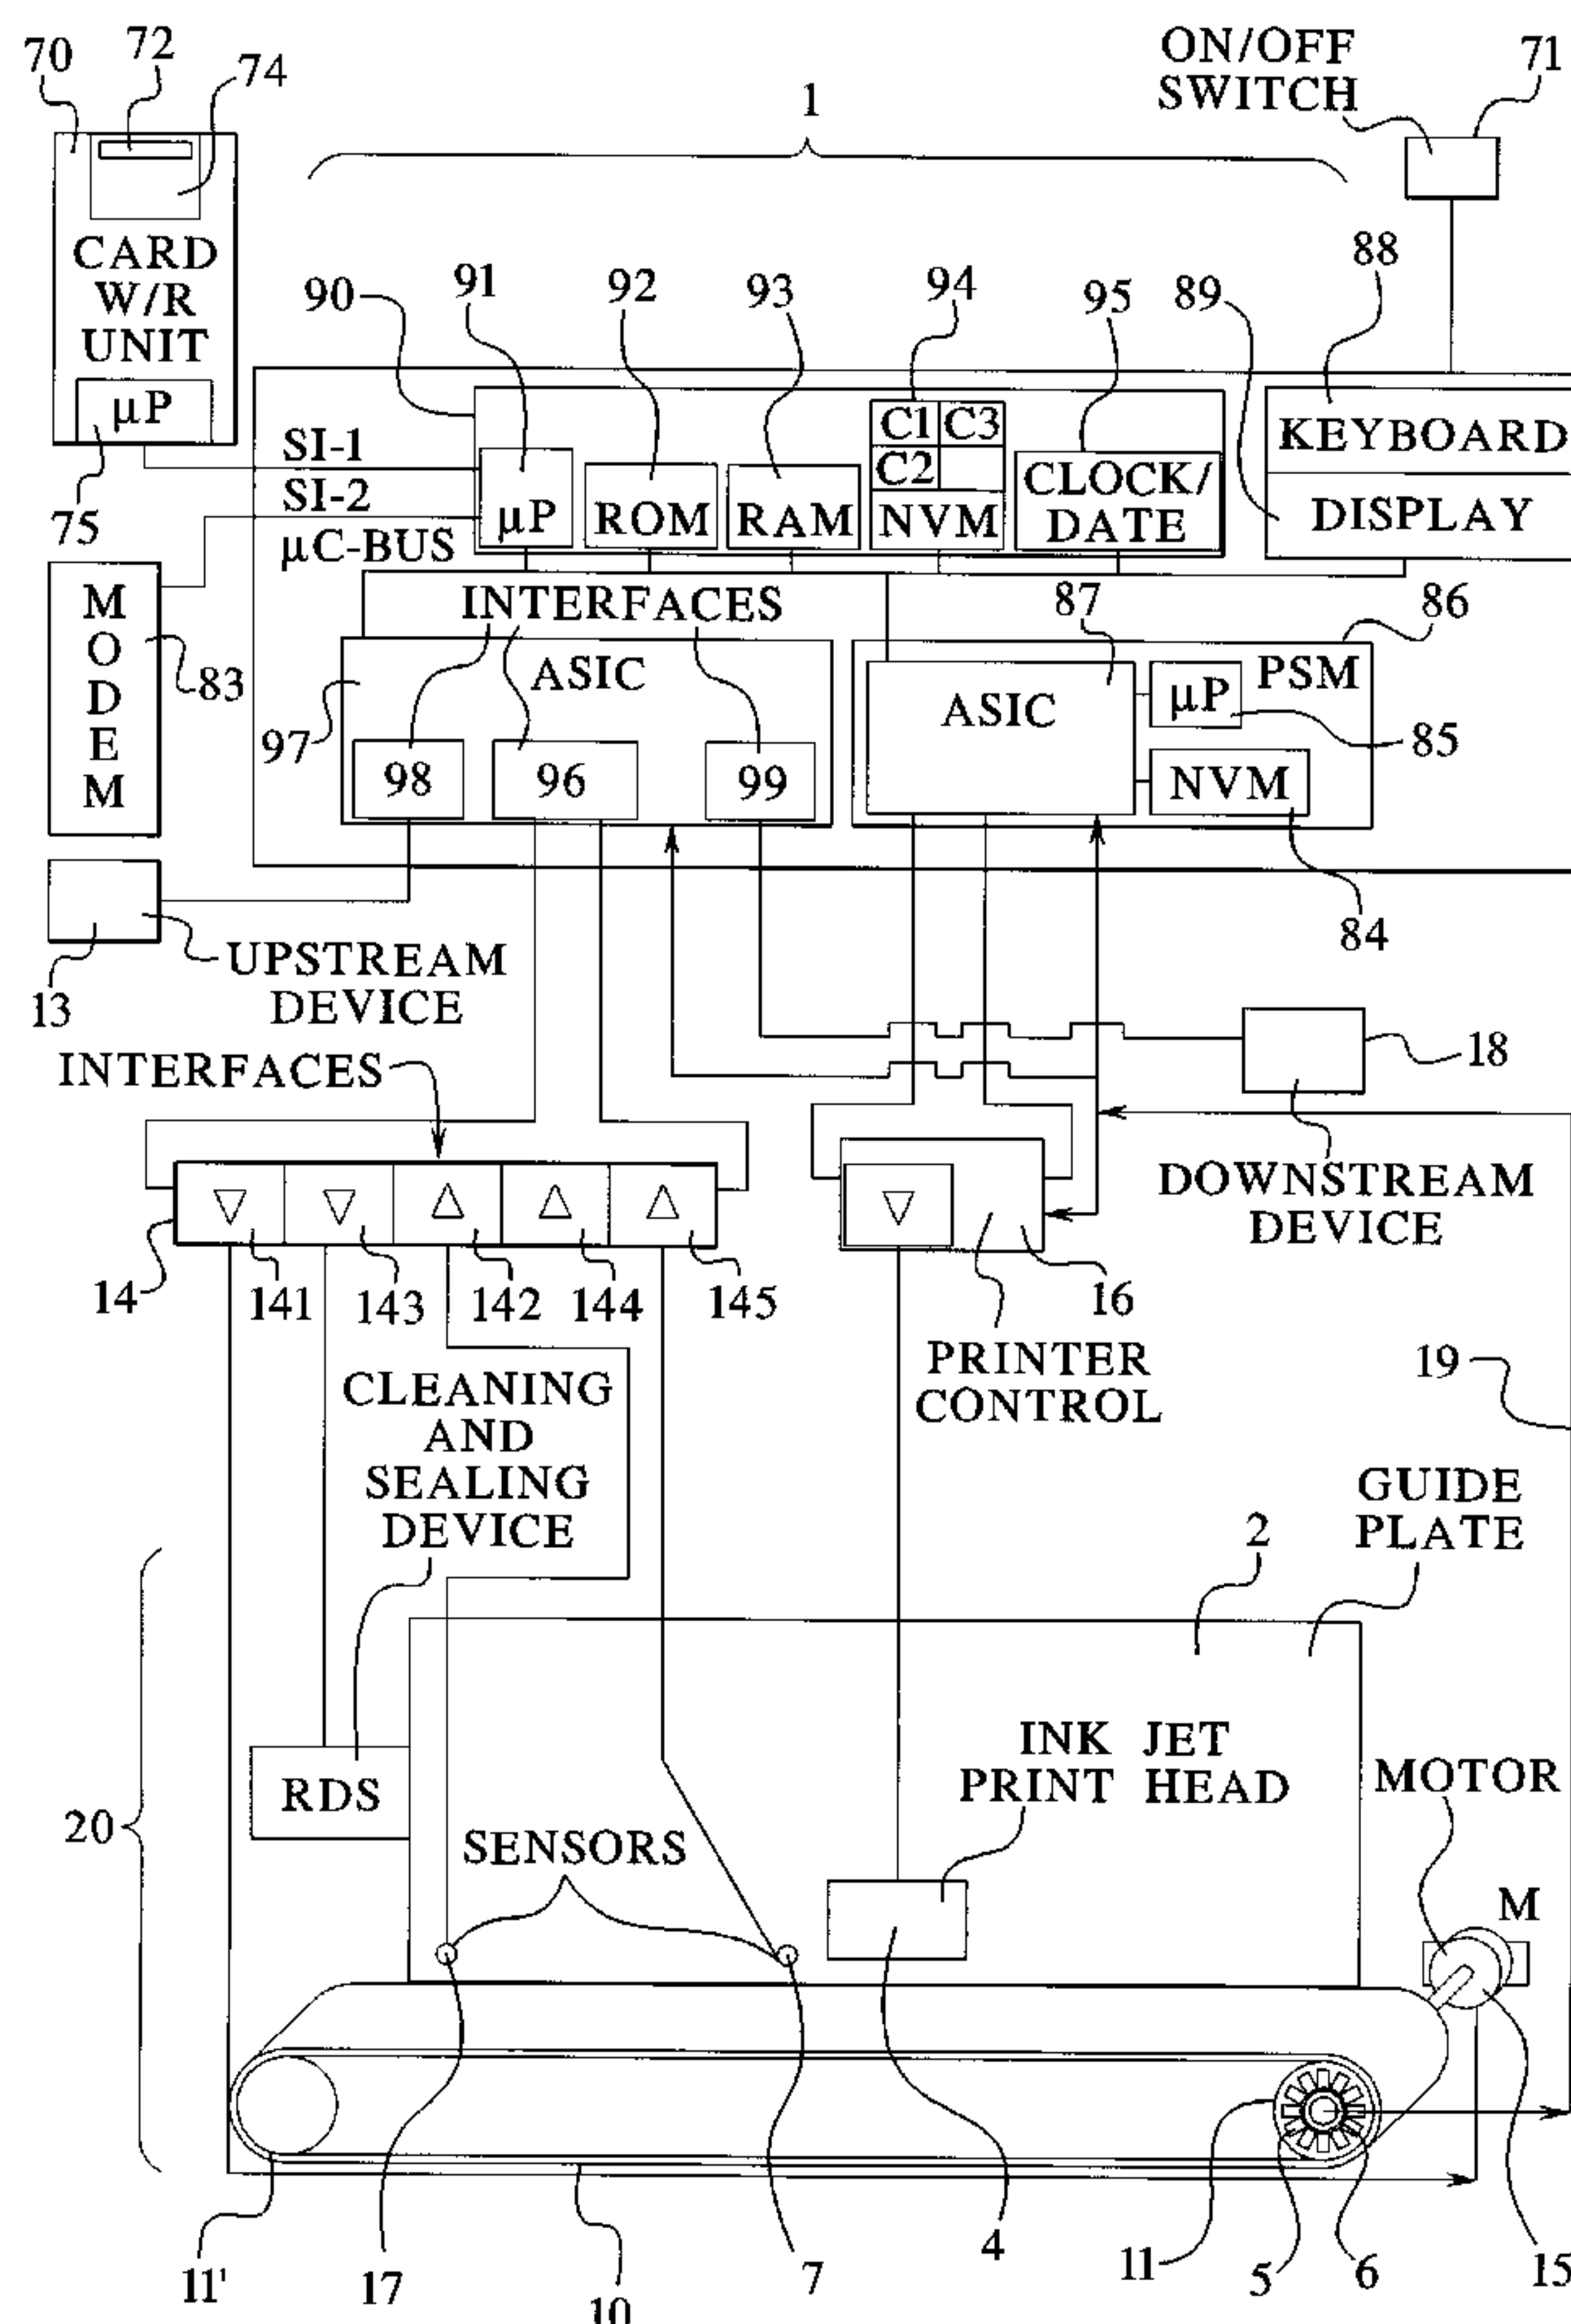 70
72
74
ON/OFF
SWITCH
71
1
CARD
W/R
UNIT
µP
75
90
91
92
93
94
95
89
88
SI-1
SI-2
µC-BUS
µP
ROM
RAM
C1
C3
C2
NVM
CLOCK/
DATE
KEYBOARD
DISPLAY
MODEM
83
INTERFACES
87
86
ASIC
97
98
96
99
ASIC
µP
PSM
85
NVM
84
13
UPSTREAM
DEVICE
18
INTERFACES
DOWNSTREAM
DEVICE
14
141
143
142
144
145
16
PRINTER
CONTROL
19
CLEANING
AND
SEALING
DEVICE
GUIDE
PLATE
2
20
RDS
INK JET
PRINT HEAD
MOTOR
SENSORS
M
11'
17
10
7
4
11
5
6
15